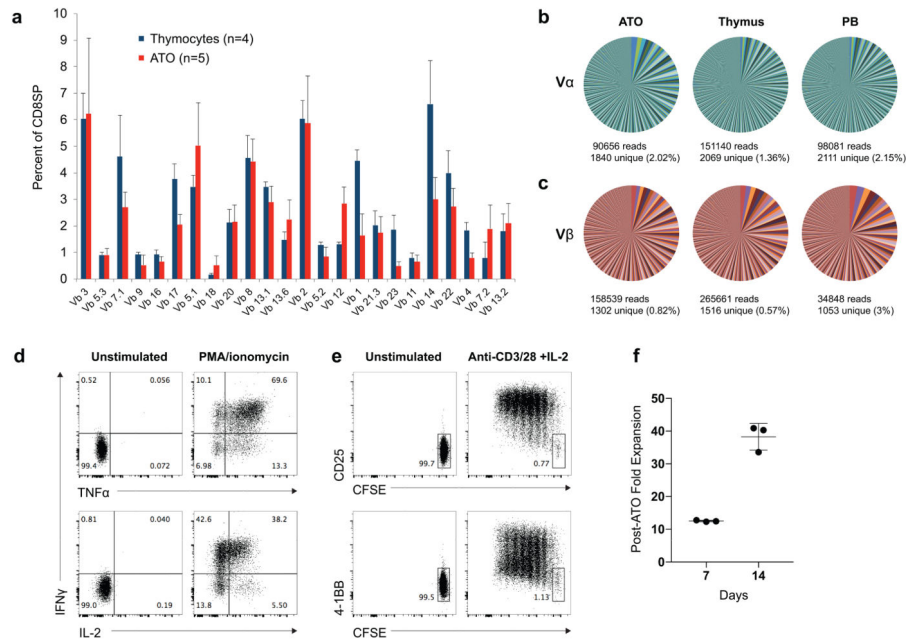 a
Thymocytes (n=4)
ATO (n=5)
Percent of CD8SP
10
9
8
7
6
5
4
3
2
1
0
Vb 3
Vb 5.3
Vb 7.1
Vb 9
Vb 16
Vb 17
Vb 5.1
Vb 18
Vb 20
Vb 8
Vb 13.1
Vb 13.6
Vb 2
Vb 5.2
Vb 12
Vb 1
Vb 21.3
Vb 23
Vb 11
Vb 14
Vb 22
Vb 4
Vb 7.2
Vb 13.2
b
ATO Thymus PB
Vα
90656 reads 151140 reads 98081 reads
1840 unique (2.02%) 2069 unique (1.36%) 2111 unique (2.15%)
c
Vβ
158539 reads 265661 reads 34848 reads
1302 unique (0.82%) 1516 unique (0.57%) 1053 unique (3%)
d
Unstimulated PMA/ionomycin
0.52 0.056 10.1 69.6
99.4 0.072 6.98 13.3
TNFα
0.81 0.040 42.6 38.2
99.0 0.19 13.8 5.50
IFNγ
IL-2
e
Unstimulated Anti-CD3/28 +IL-2
CD25
99.7 0.77
CFSE
4-1BB
99.5 1.13
CFSE
f
Post-ATO Fold Expansion
50
40
30
20
10
0
7 14
Days